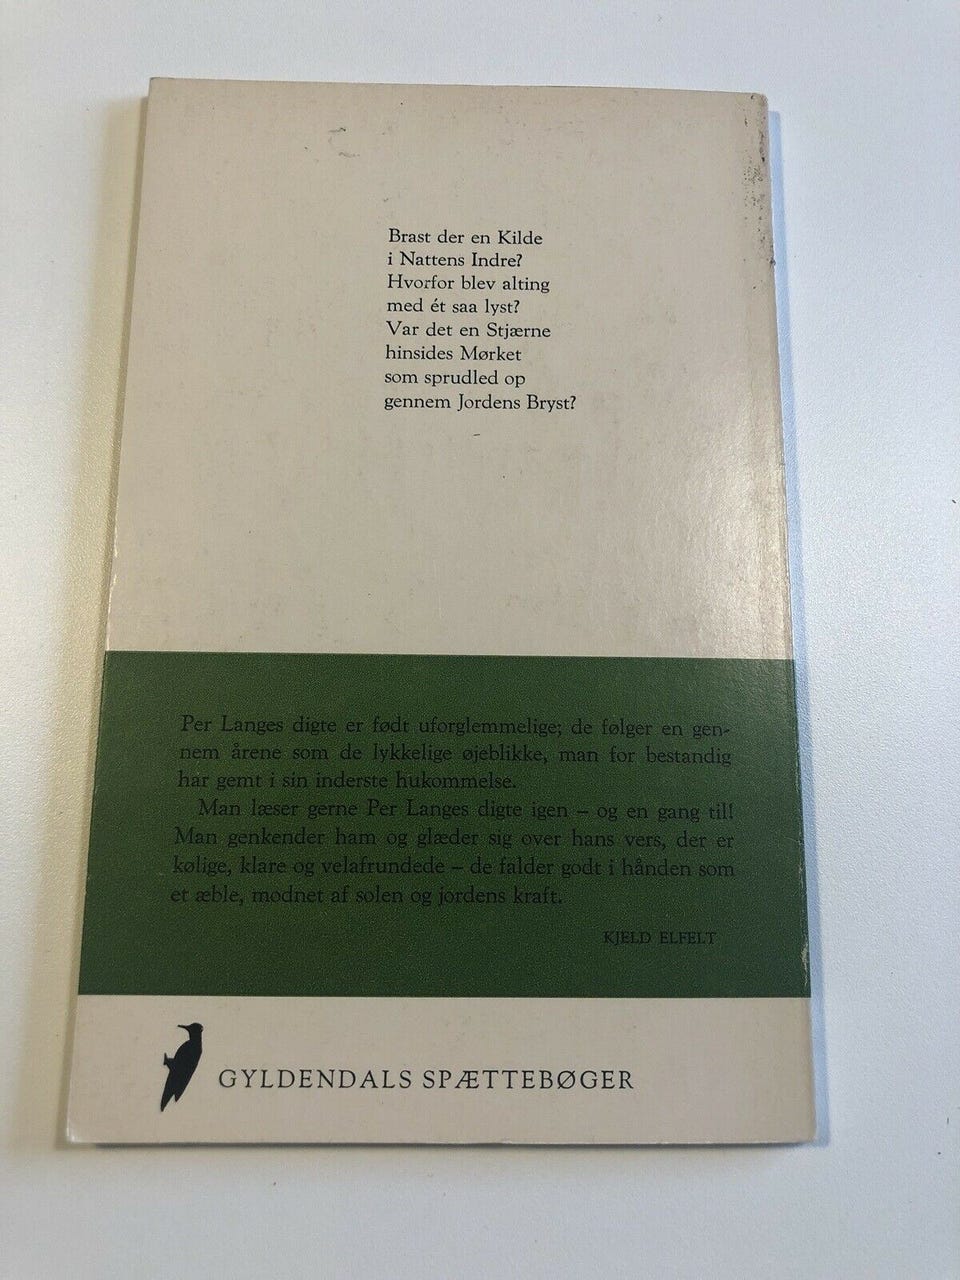 Brast der en Kilde
i Nattens Indre?
Hvorfor blev alting
med ét saa lyst?
Var det en Stjærne
hinsides Mørket
som sprudled op
gennem Jordens Bryst?
Per Langes digte er født uforglemmelige; de følger en gen-
nem årene som de lykkelige øjeblikke, man for bestandig
har gemt i sin inderste hukommelse.
Man læser gerne Per Langes digte igen – og en gang til!
Man genkender ham og glæder sig over hans vers, der er
kølige, klare og velafrundede – de falder godt i hånden som
et æble, modnet af solen og jordens kraft.
KJELD ELFELT
GYLDENDALS SPÆTTEBØGER